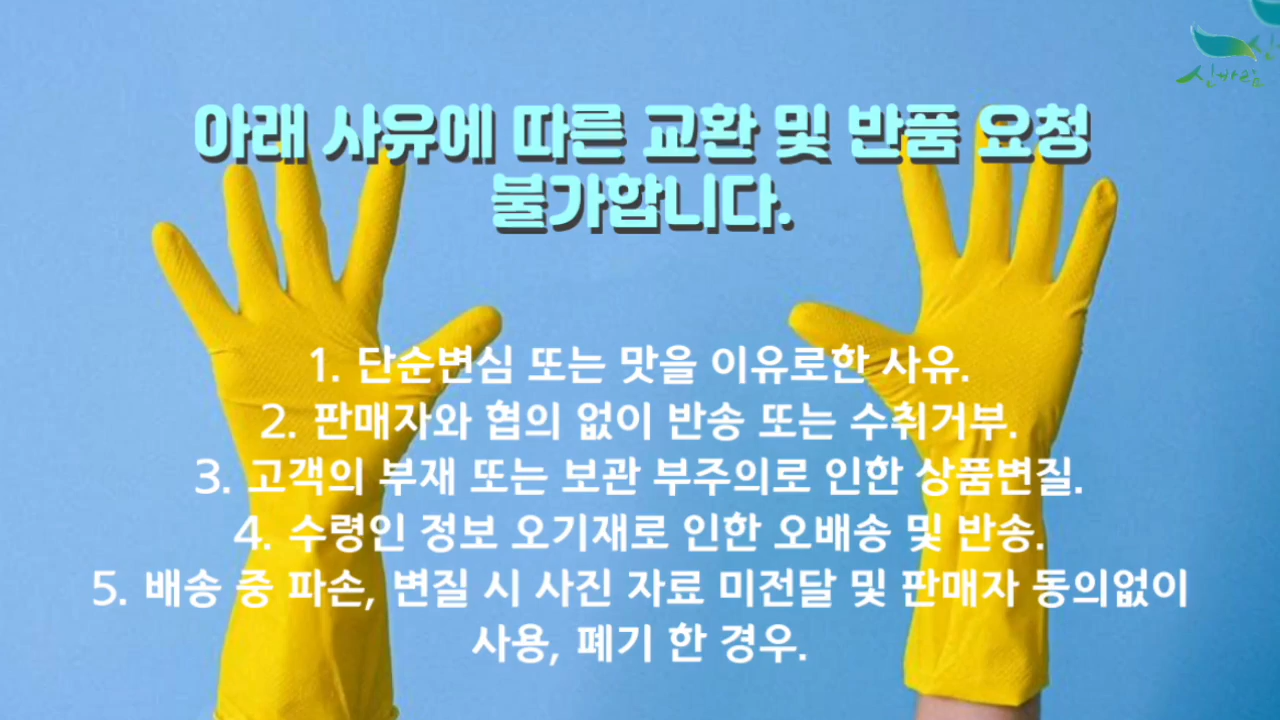 신바람
아래 사유에 따른 교환 및 반품 요청
불가합니다.
1. 단순변심 또는 맛을 이유로한 사유.
2. 판매자와 협의 없이 반송 또는 수취거부.
3. 고객의 부재 또는 보관 부주의로 인한 상품변질.
4. 수령인 정보 오기재로 인한 오배송 및 반송.
5. 배송 중 파손, 변질 시 사진 자료 미전달 및 판매자 동의없이
사용, 폐기 한 경우.